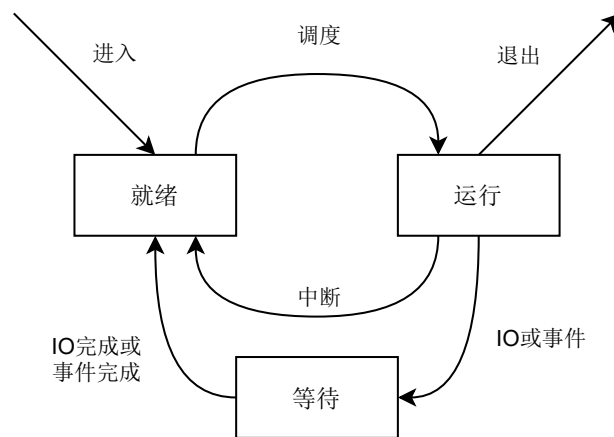 进入
调度
退出
就绪
运行
中断
IO完成或
事件完成
IO或事件
等待